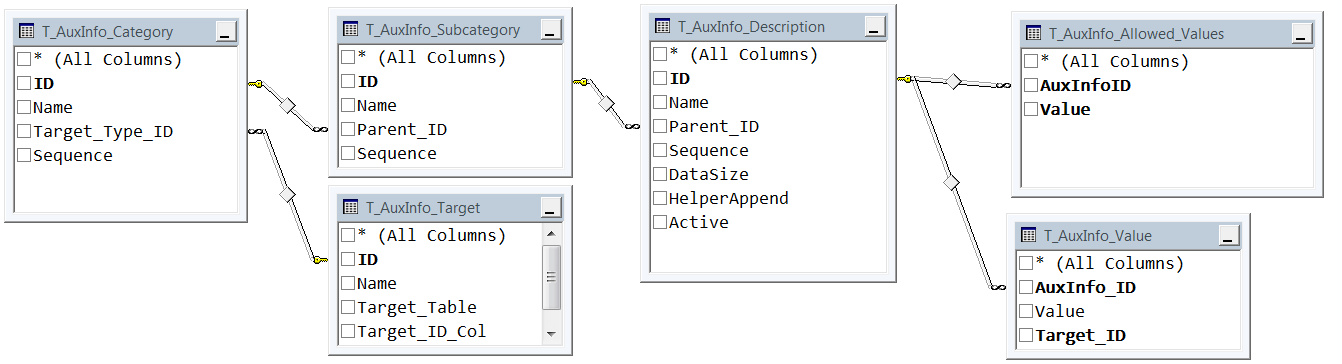 T_AuxInfo_Category
* (All Columns)
ID
Name
Target_Type_ID
Sequence
T_AuxInfo_Subcategory
* (All Columns)
ID
Name
Parent_ID
Sequence
T_AuxInfo_Target
* (All Columns)
ID
Name
Target_Table
Target_ID_Col
T_AuxInfo_Description
* (All Columns)
ID
Name
Parent_ID
Sequence
DataSize
HelperAppend
Active
T_AuxInfo_Allowed_Values
* (All Columns)
AuxInfoID
Value
T_AuxInfo_Value
* (All Columns)
AuxInfo_ID
Value
Target_ID